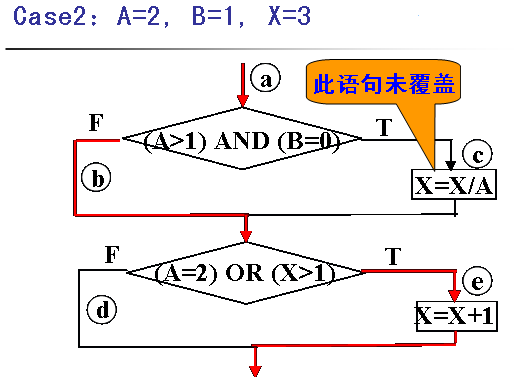 Case2: A=2, B=1, X=3
a
此语句未覆盖
F
T
(A>1) AND (B=0)
c
b
X=X/A
F
T
(A=2) OR (X>1)
e
d
X=X+1